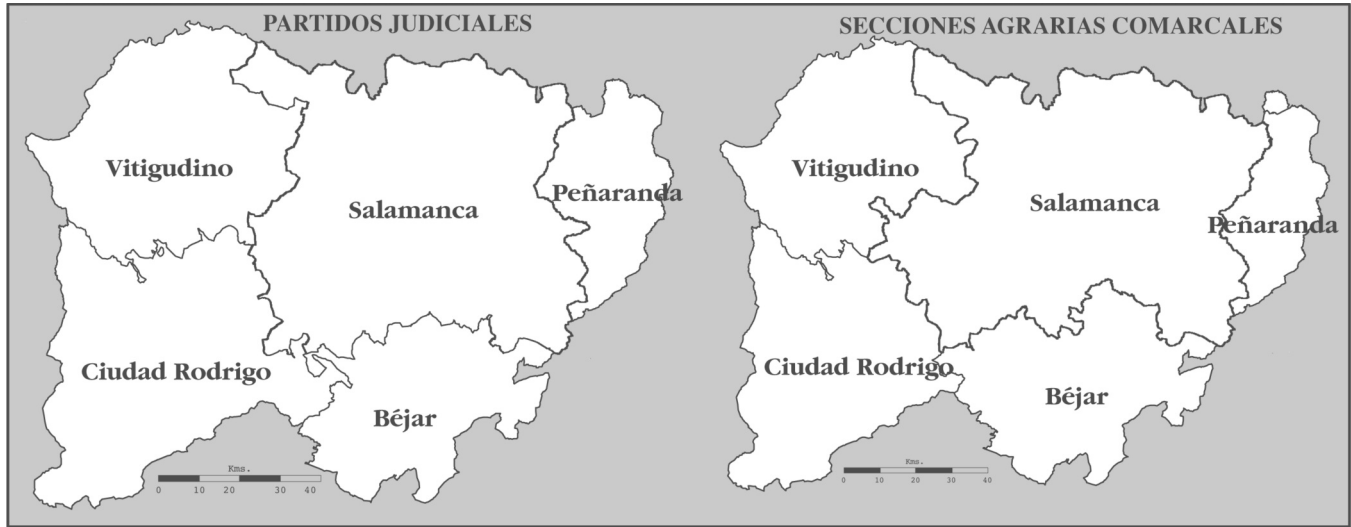 PARTIDOS JUDICIALES
Vitigudino
Salamanca
Peñaranda
Ciudad Rodrigo
Béjar
Kms.
0 10 20 30 40
SECCIONES AGRARIAS COMARCALES
Vitigudino
Salamanca
Peñaranda
Ciudad Rodrigo
Béjar
Kms.
0 10 20 30 40